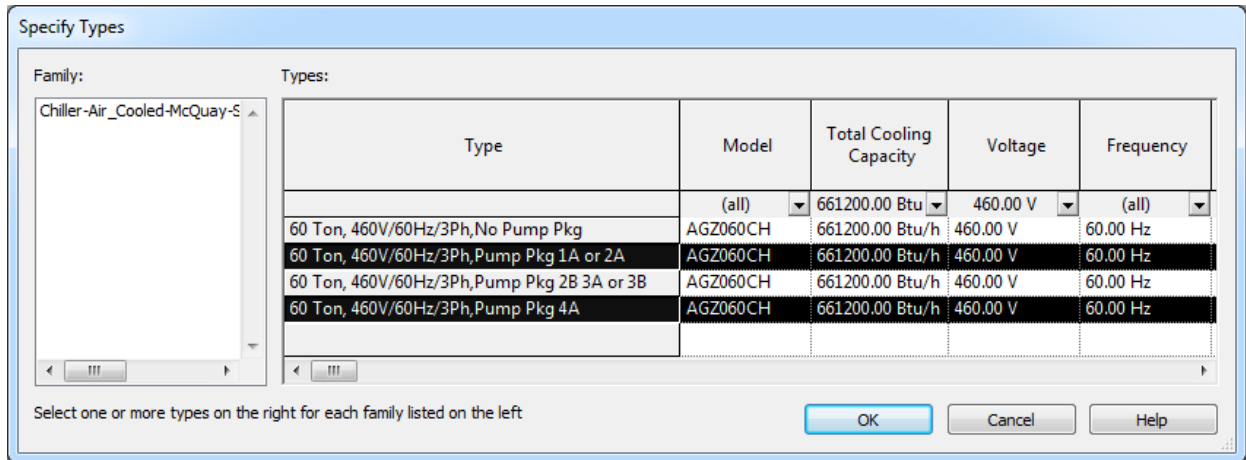 Specify Types
Family:
Types:
Chiller-Air_Cooled-McQuay-S
Type Model Total Cooling Capacity Voltage Frequency
(all) 661200.00 Btu 460.00 V (all)
60 Ton, 460V/60Hz/3Ph,No Pump Pkg AGZ060CH 661200.00 Btu/h 460.00 V 60.00 Hz
60 Ton, 460V/60Hz/3Ph,Pump Pkg 1A or 2A AGZ060CH 661200.00 Btu/h 460.00 V 60.00 Hz
60 Ton, 460V/60Hz/3Ph,Pump Pkg 2B 3A or 3B AGZ060CH 661200.00 Btu/h 460.00 V 60.00 Hz
60 Ton, 460V/60Hz/3Ph,Pump Pkg 4A AGZ060CH 661200.00 Btu/h 460.00 V 60.00 Hz
Select one or more types on the right for each family listed on the left
OK Cancel Help